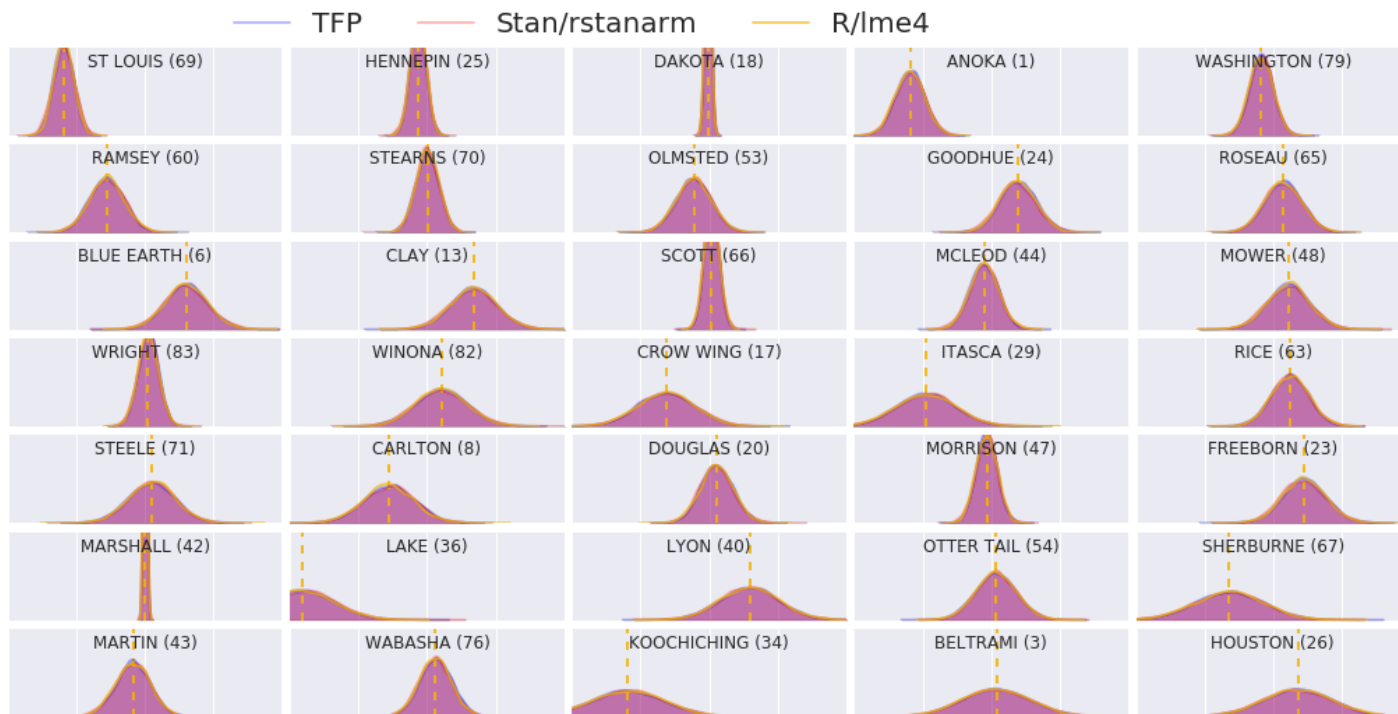 TFP Stan/rstanarm R/lme4
ST LOUIS (69) HENNEPIN (25) DAKOTA (18) ANOKA (1) WASHINGTON (79)
RAMSEY (60) STEARNS (70) OLMSTED (53) GOODHUE (24) ROSEAU (65)
BLUE EARTH (6) CLAY (13) SCOTT (66) MCLEOD (44) MOWER (48)
WRIGHT (83) WINONA (82) CROW WING (17) ITASCA (29) RICE (63)
STEELE (71) CARLTON (8) DOUGLAS (20) MORRISON (47) FREEBORN (23)
MARSHALL (42) LAKE (36) LYON (40) OTTER TAIL (54) SHERBURNE (67)
MARTIN (43) WABASHA (76) KOOCHICHING (34) BELTRAMI (3) HOUSTON (26)